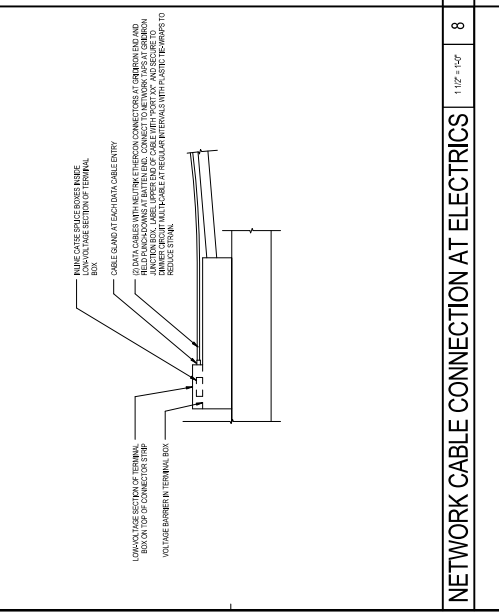 INLINE CAT5E SPLICE BOXES INSIDE
LOW-VOLTAGE SECTION OF TERMINAL
BOX
CABLE GLAND AT EACH DATA CABLE ENTRY
(2) DATA CABLES WITH NEUTRIK ETHERCON CONNECTORS AT GRIDIRON END AND
FIELD PUNCH-DOWNS AT BATTEN END. CONNECT TO NETWORK TAPS AT GRIDIRON
JUNCTION BOX. LABEL UPPER END OF CABLE WITH "PORT XX". AND SECURE TO
DIMMER CIRCUIT MULTI-CABLE AT REGULAR INTERVALS WITH PLASTIC TIE-WRAPS TO
REDUCE STRAIN.
LOW-VOLTAGE SECTION OF TERMINAL
BOX ON TOP OF CONNECTOR STRIP
VOLTAGE BARRIER IN TERMINAL BOX
NETWORK CABLE CONNECTION AT ELECTRICS
1 1/2" = 1'-0"
8